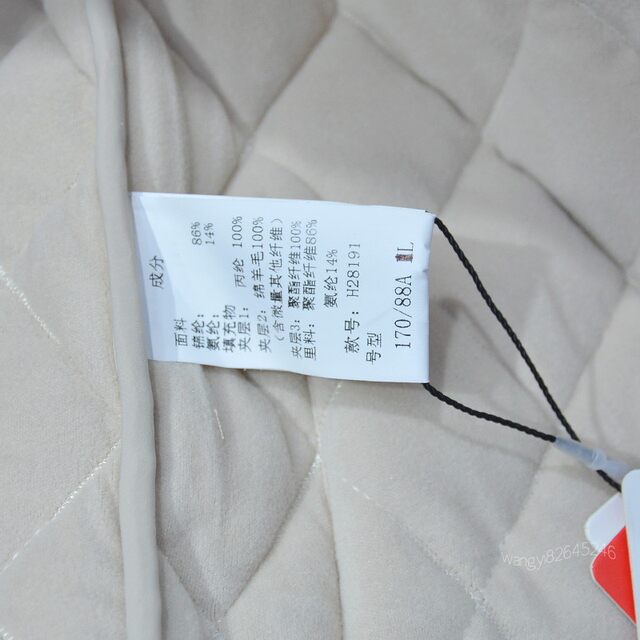 成分
面料
锦纶： 86%
氨纶： 14%
填充物
夹层1： 丙纶 100%
夹层2： 绵羊毛100%
（含微量其他纤维）
夹层3：聚酯纤维100%
里料：聚酯纤维86%
氨纶14%
款号：H28191
号型
170/88A L
wangyi82645246